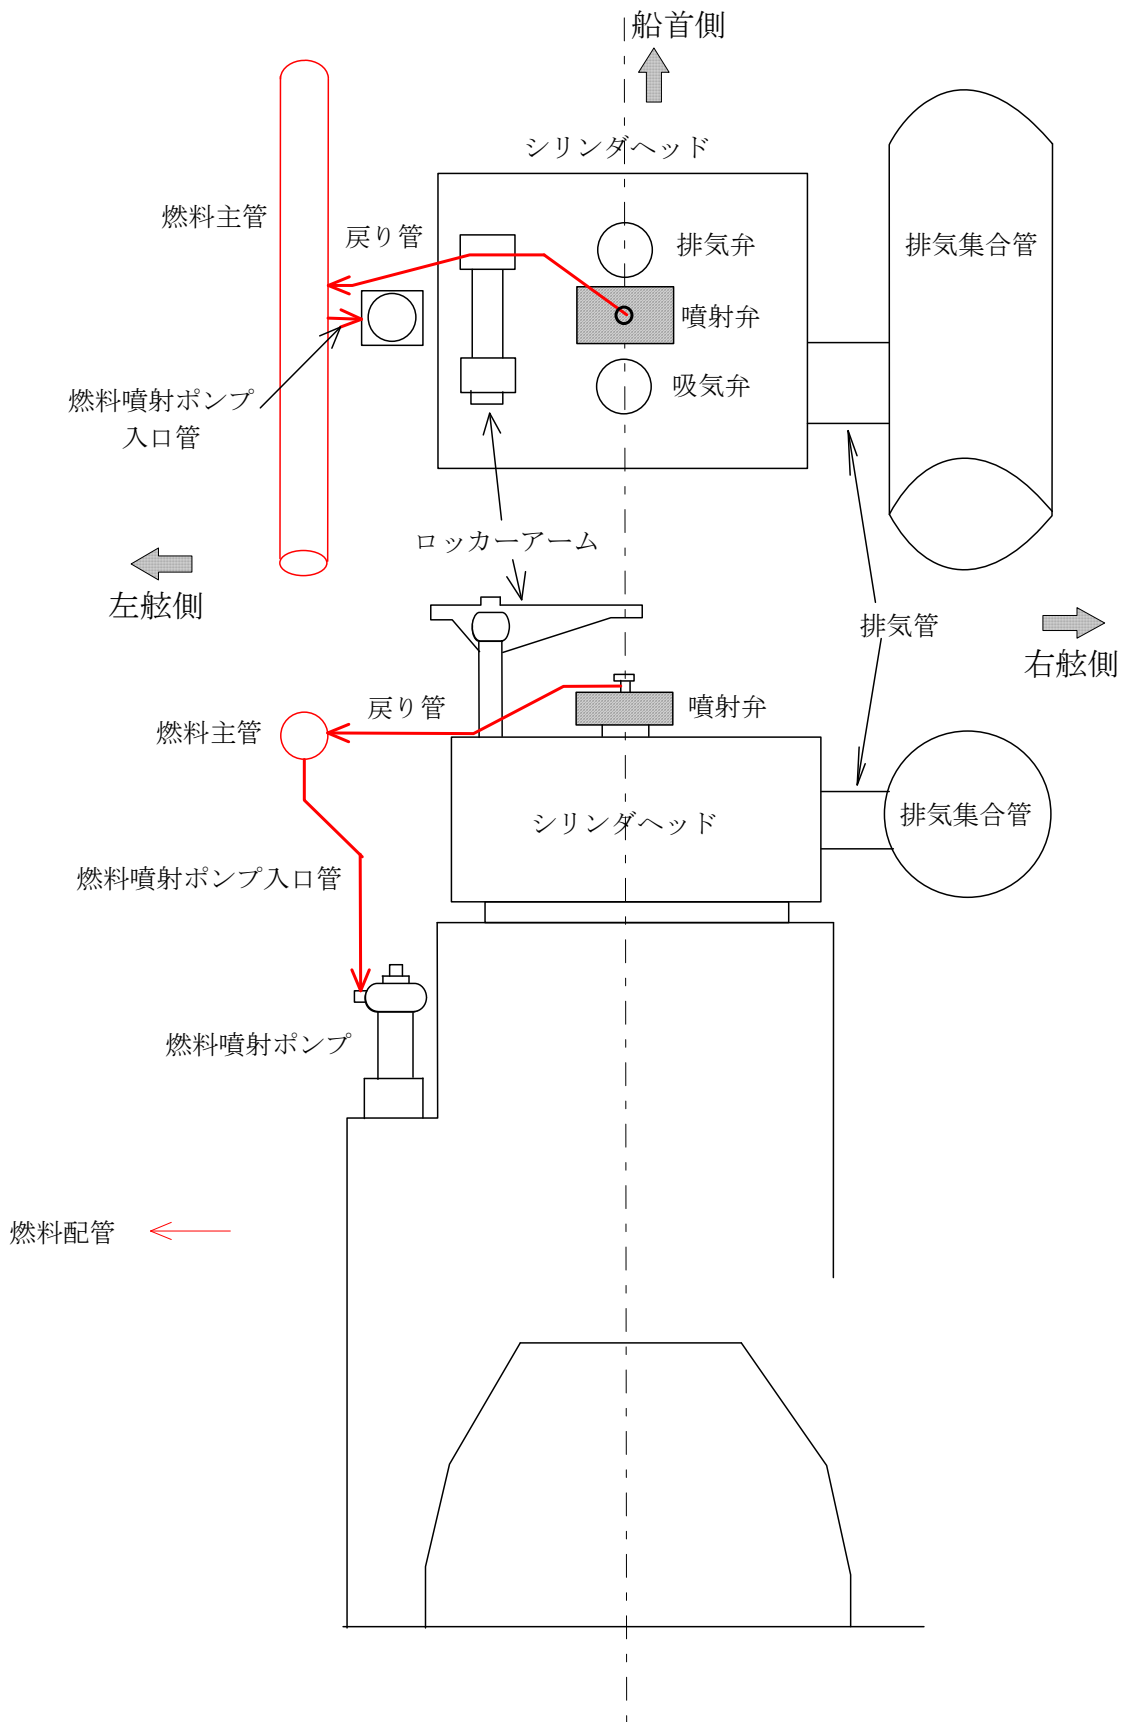 船首側
シリンダヘッド
燃料主管
戻り管
排気弁
排気集合管
噴射弁
吸気弁
燃料噴射ポンプ
入口管
ロッカーアーム
左舷側
排気管
右舷側
戻り管
噴射弁
燃料主管
シリンダヘッド
排気集合管
燃料噴射ポンプ入口管
燃料噴射ポンプ
燃料配管